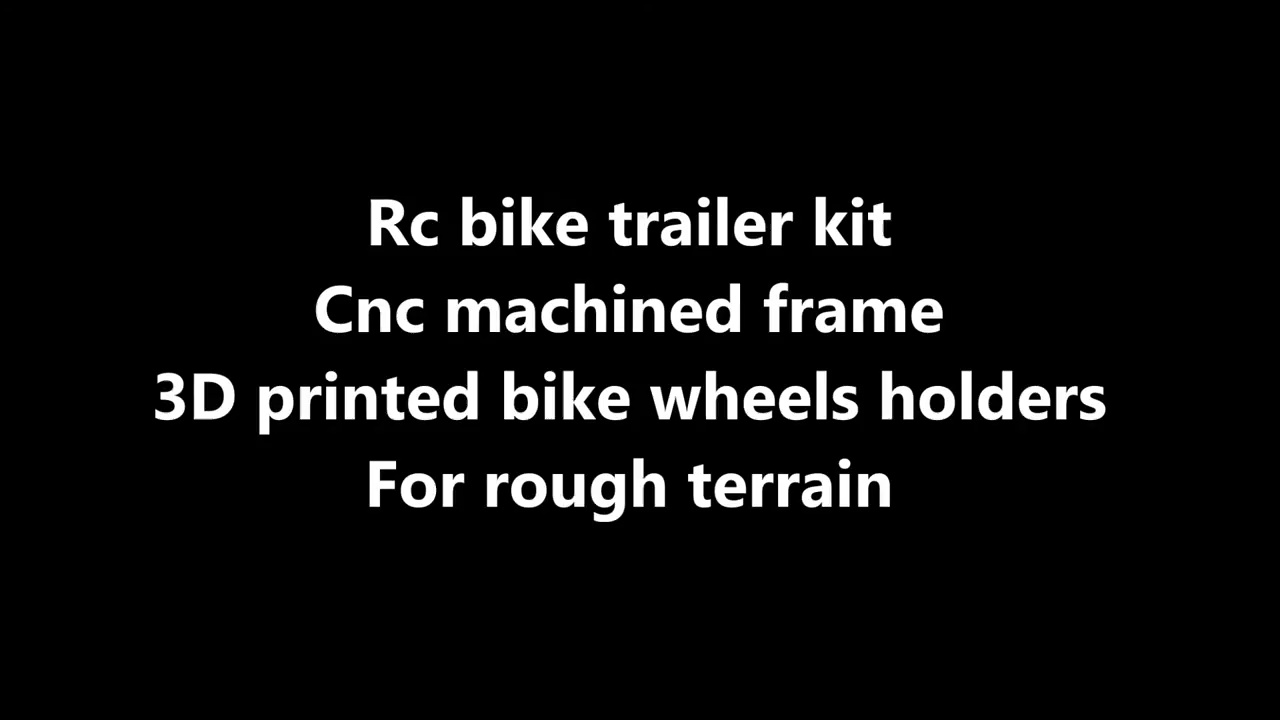 Rc bike trailer kit
Cnc machined frame
3D printed bike wheels holders
For rough terrain